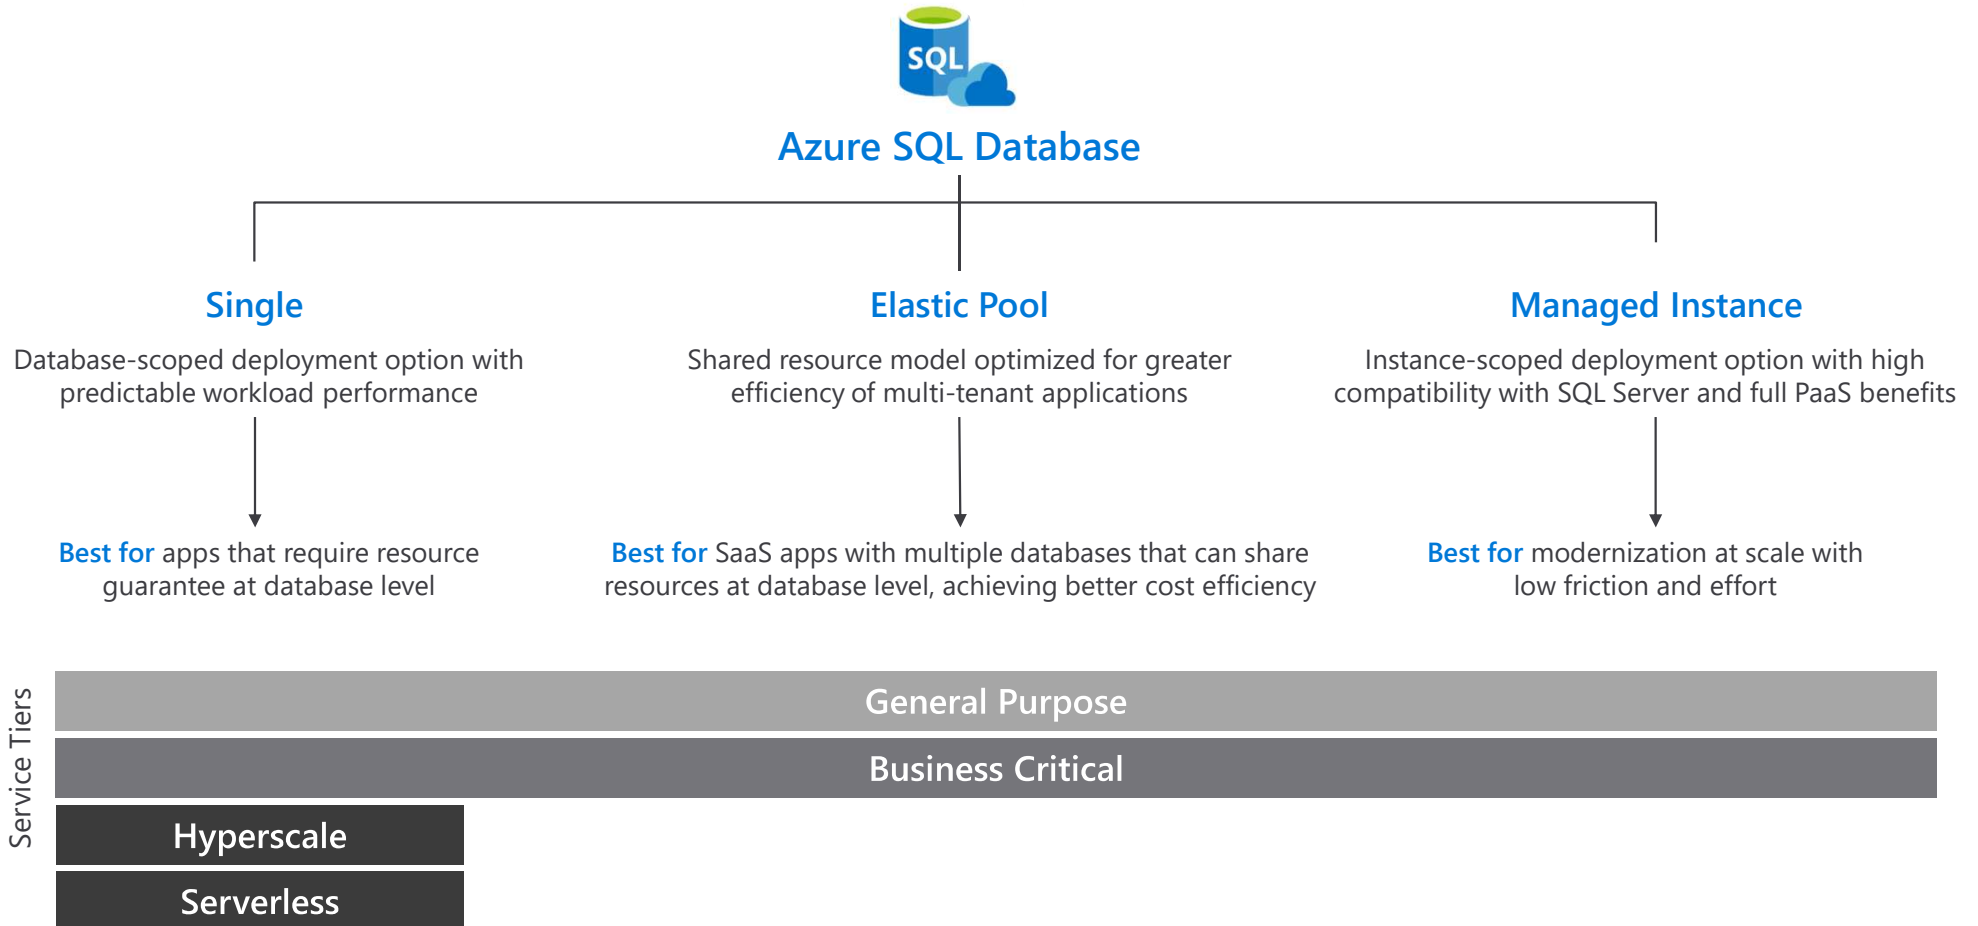 SQL
Azure SQL Database
Single
Database-scoped deployment option with
predictable workload performance
Best for apps that require resource
guarantee at database level
Elastic Pool
Shared resource model optimized for greater
efficiency of multi-tenant applications
Best for SaaS apps with multiple databases that can share
resources at database level, achieving better cost efficiency
Managed Instance
Instance-scoped deployment option with high
compatibility with SQL Server and full PaaS benefits
Best for modernization at scale with
low friction and effort
Service Tiers
General Purpose
Business Critical
Hyperscale
Serverless